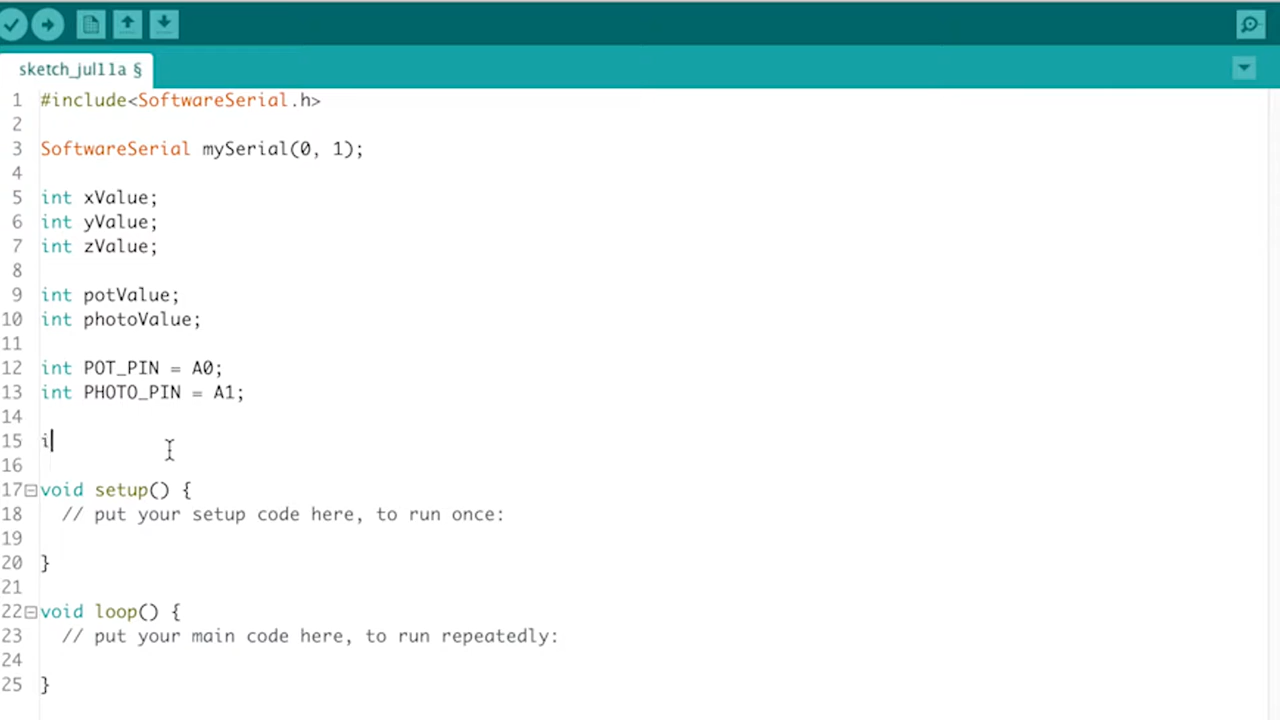 sketch_jul11a §
1 #include<SoftwareSerial.h>
2
3 SoftwareSerial mySerial(0, 1);
4
5 int xValue;
6 int yValue;
7 int zValue;
8
9 int potValue;
10 int photoValue;
11
12 int POT_PIN = A0;
13 int PHOTO_PIN = A1;
14
15 i
16
17 void setup() {
18 // put your setup code here, to run once:
19
20 }
21
22 void loop() {
23 // put your main code here, to run repeatedly:
24
25 }